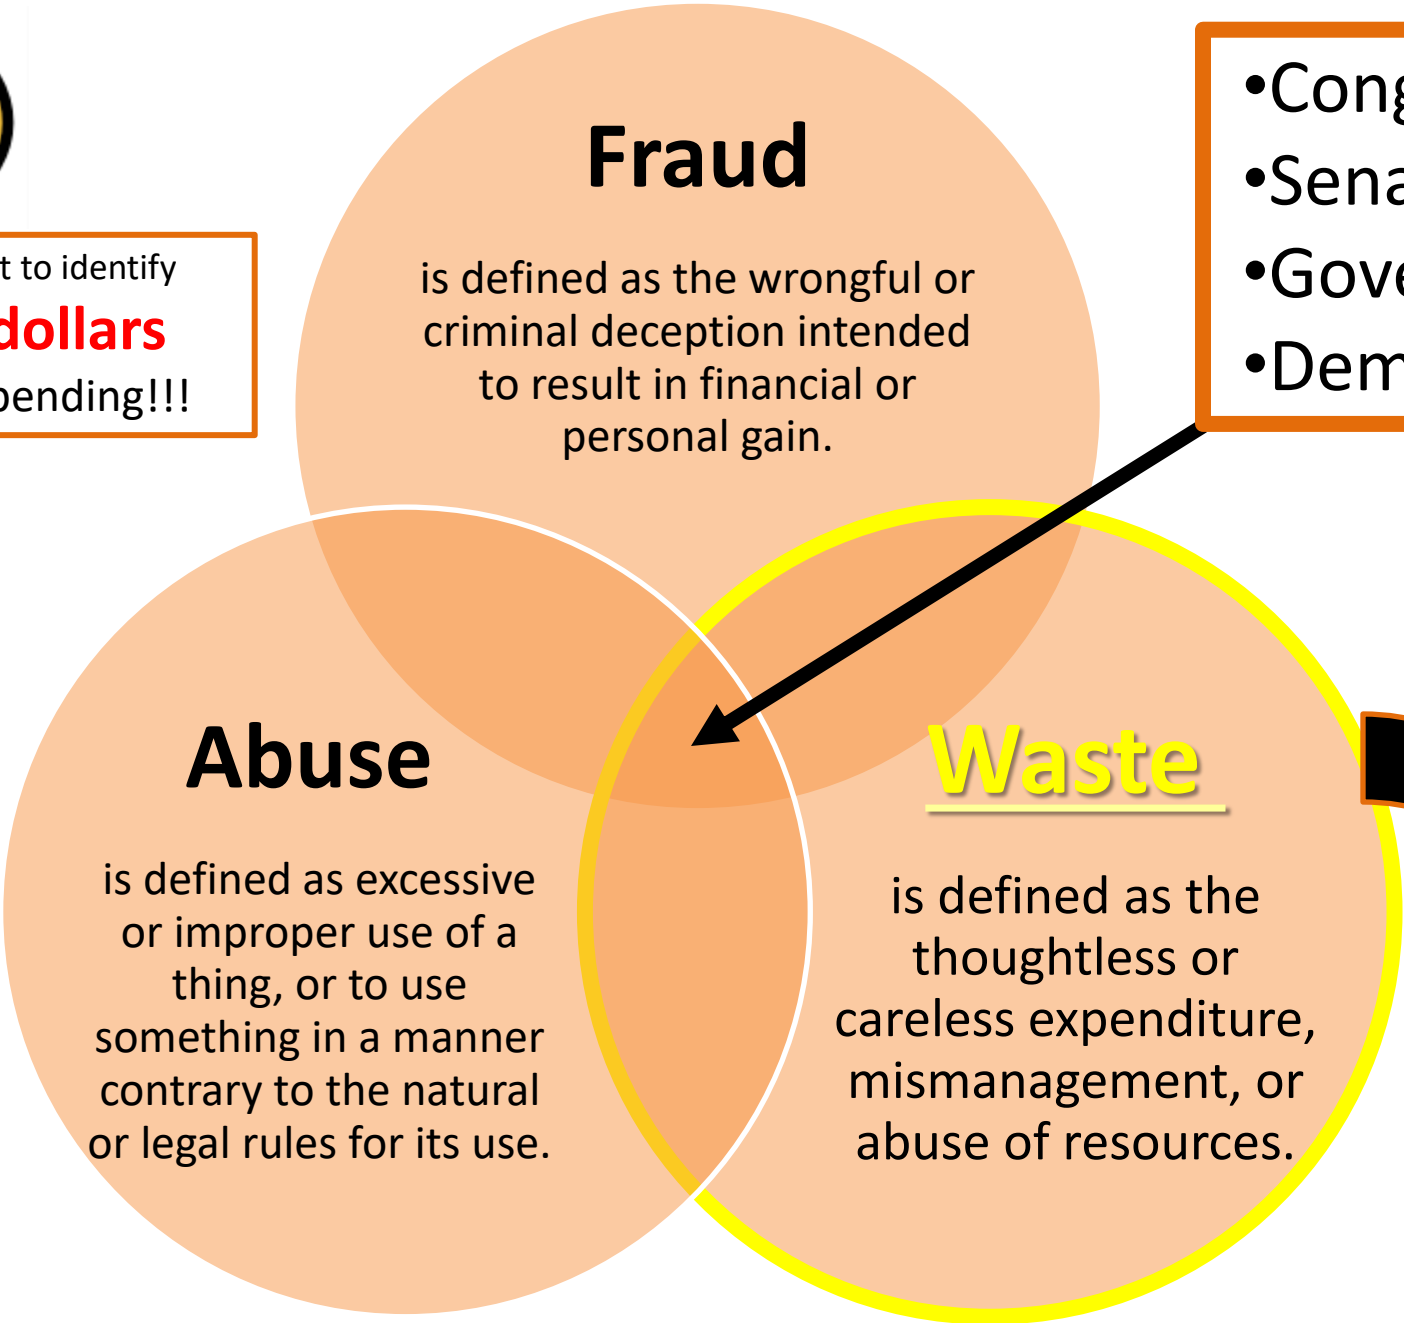 Fraud
is defined as the wrongful or
criminal deception intended
to result in financial or
personal gain.
t to identify
dollars
pending!!!
•Cong
•Sena
•Gove
•Dem
Abuse
is defined as excessive
or improper use of a
thing, or to use
something in a manner
contrary to the natural
or legal rules for its use.
Waste
is defined as the
thoughtless or
careless expenditure,
mismanagement, or
abuse of resources.